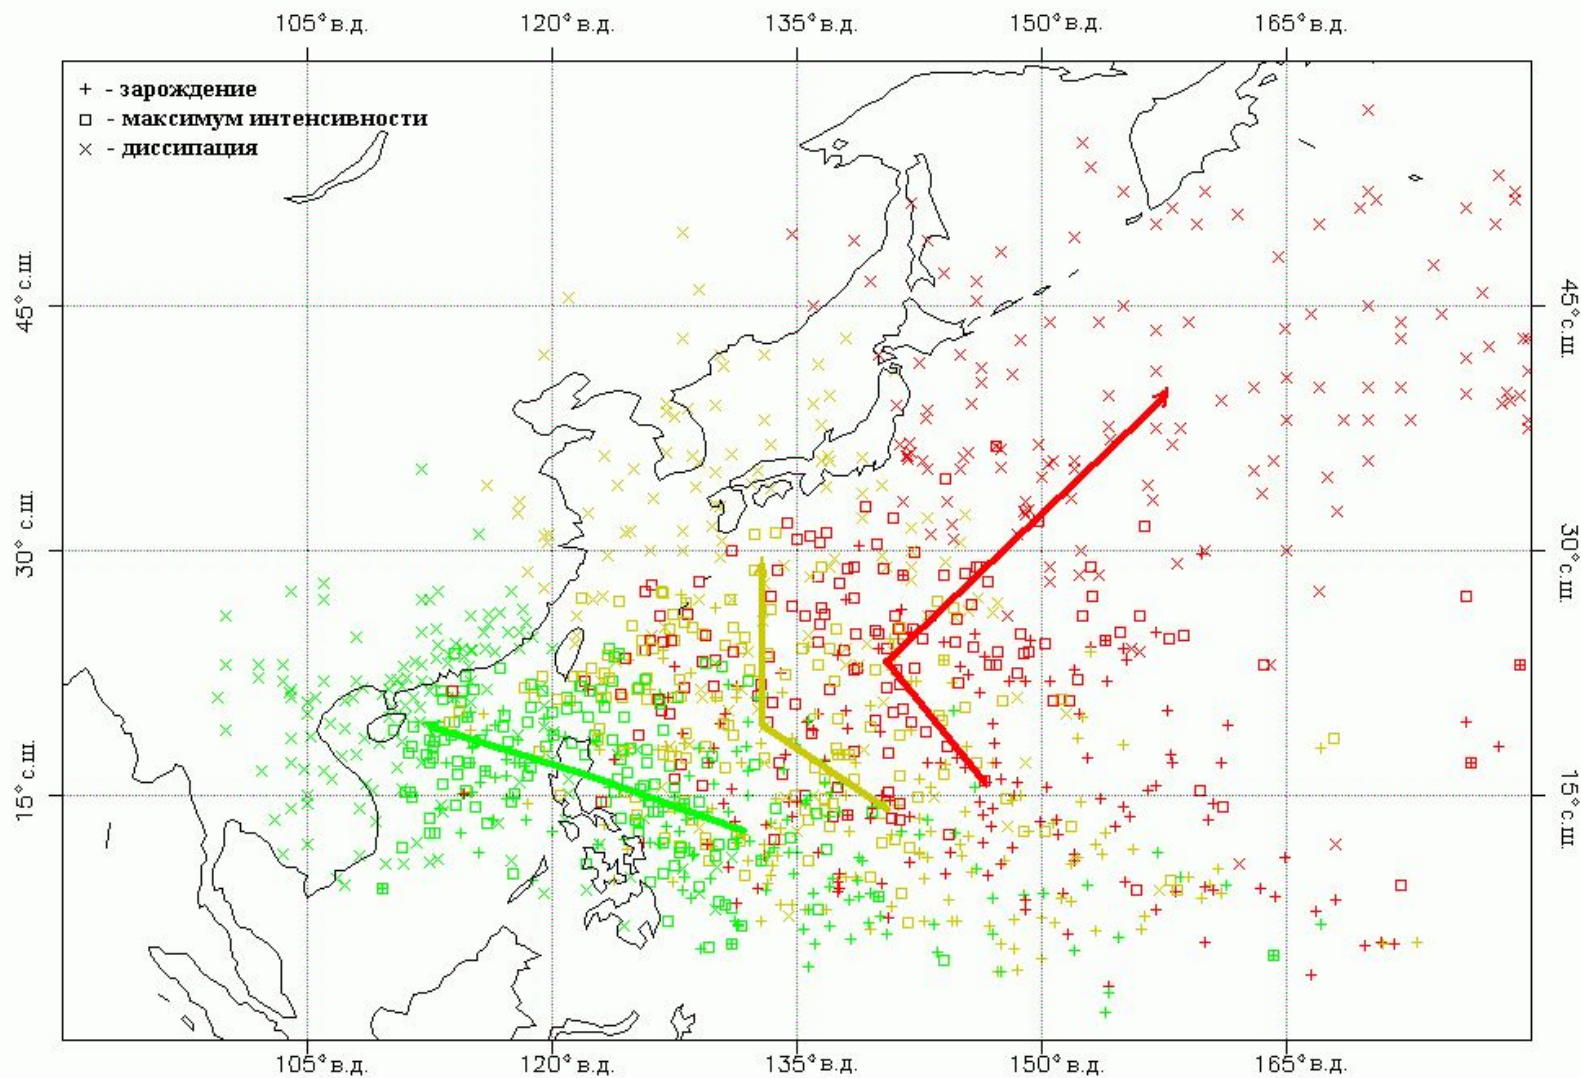 105° в.д. 120° в.д. 135° в.д. 150° в.д. 165° в.д.
+ - зарождение
□ - максимум интенсивности
× - диссипация
45° с.ш.
45° с.ш.
30° с.ш.
30° с.ш.
15° с.ш.
15° с.ш.
105° в.д. 120° в.д. 135° в.д. 150° в.д. 165° в.д.